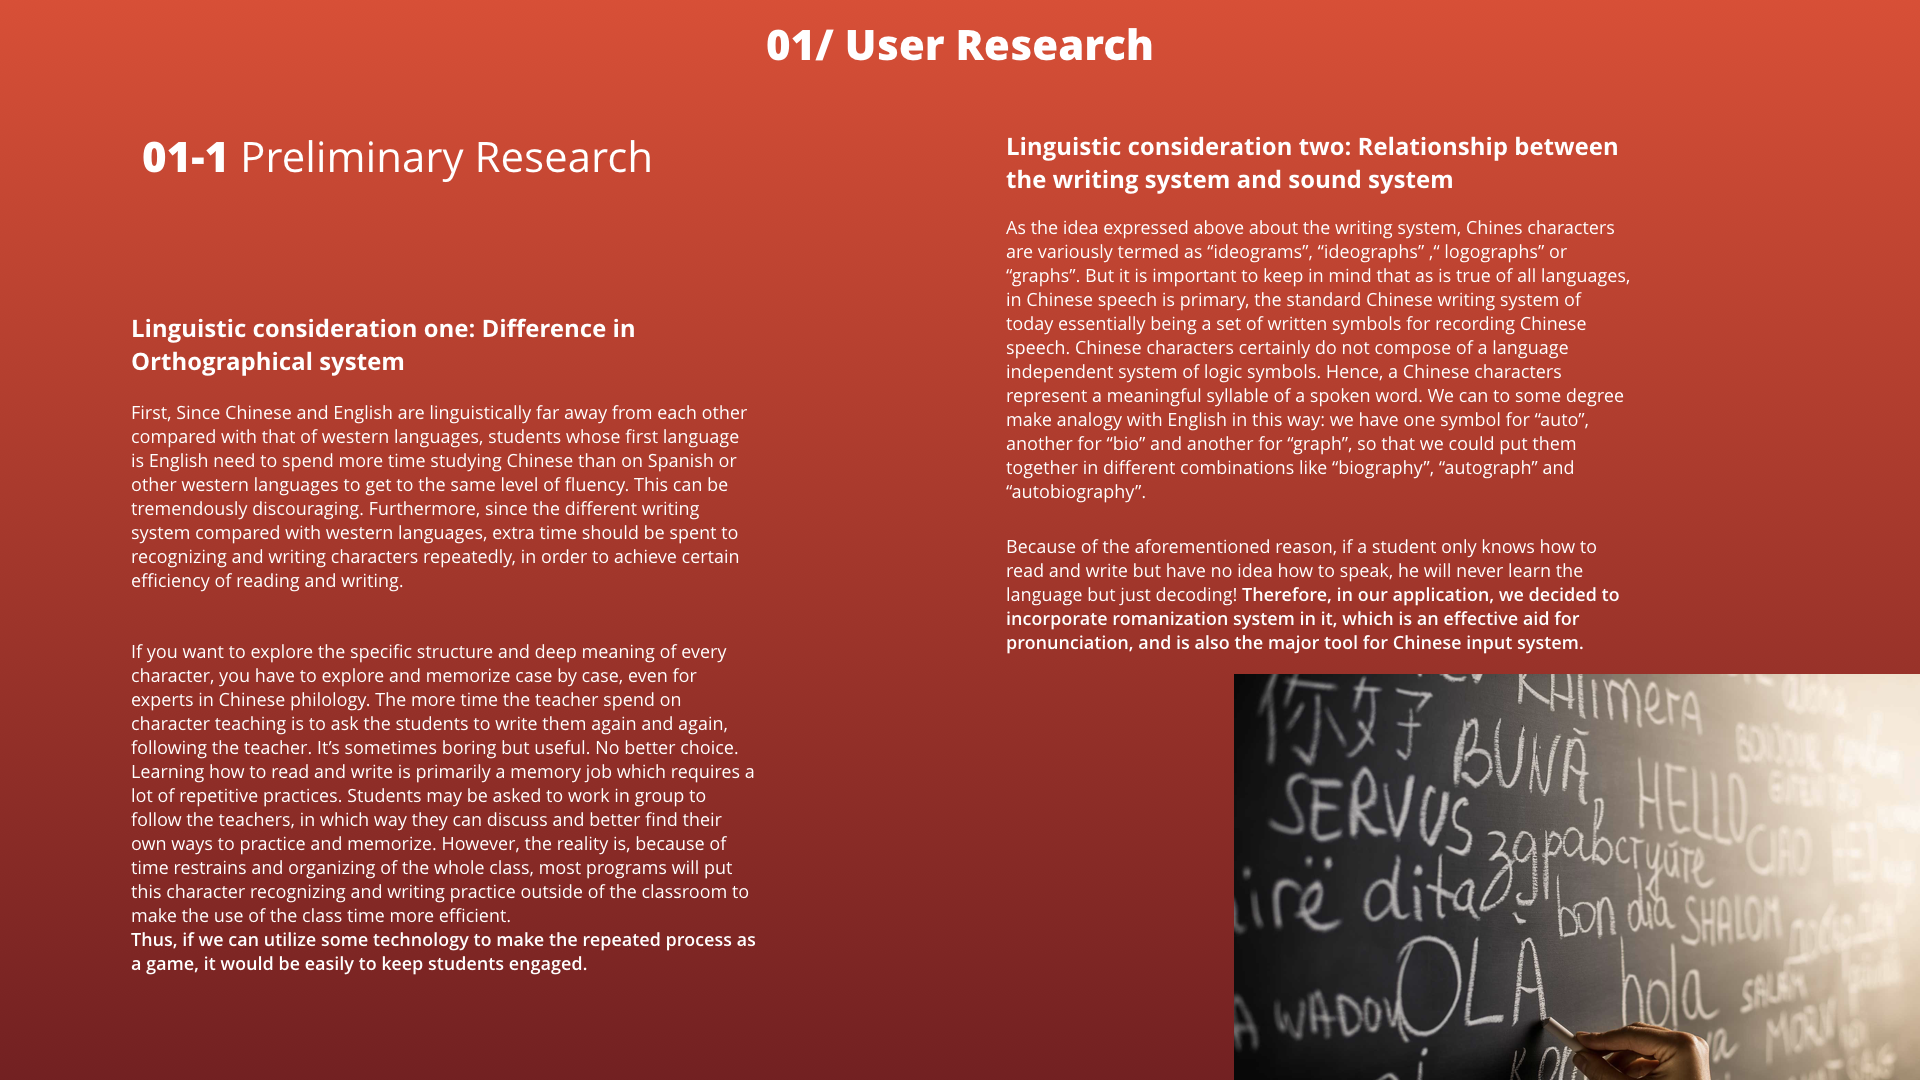 01/ User Research
01-1 Preliminary Research
Linguistic consideration one: Difference in
Orthographical system
First, Since Chinese and English are linguistically far away from each other
compared with that of western languages, students whose first language
is English need to spend more time studying Chinese than on Spanish or
other western languages to get to the same level of fluency. This can be
tremendously discouraging. Furthermore, since the different writing
system compared with western languages, extra time should be spent to
recognizing and writing characters repeatedly, in order to achieve certain
efficiency of reading and writing.
If you want to explore the specific structure and deep meaning of every
character, you have to explore and memorize case by case, even for
experts in Chinese philology. The more time the teacher spend on
character teaching is to ask the students to write them again and again,
following the teacher. It’s sometimes boring but useful. No better choice.
Learning how to read and write is primarily a memory job which requires a
lot of repetitive practices. Students may be asked to work in group to
follow the teachers, in which way they can discuss and better find their
own ways to practice and memorize. However, the reality is, because of
time restrains and organizing of the whole class, most programs will put
this character recognizing and writing practice outside of the classroom to
make the use of the class time more efficient.
Thus, if we can utilize some technology to make the repeated process as
a game, it would be easily to keep students engaged.
Linguistic consideration two: Relationship between
the writing system and sound system
As the idea expressed above about the writing system, Chines characters
are variously termed as “ideograms”, “ideographs” ,“ logographs” or
“graphs”. But it is important to keep in mind that as is true of all languages,
in Chinese speech is primary, the standard Chinese writing system of
today essentially being a set of written symbols for recording Chinese
speech. Chinese characters certainly do not compose of a language
independent system of logic symbols. Hence, a Chinese characters
represent a meaningful syllable of a spoken word. We can to some degree
make analogy with English in this way: we have one symbol for “auto”,
another for “bio” and another for “graph”, so that we could put them
together in different combinations like “biography”, “autograph” and
“autobiography”.
Because of the aforementioned reason, if a student only knows how to
read and write but have no idea how to speak, he will never learn the
language but just decoding! Therefore, in our application, we decided to
incorporate romanization system in it, which is an effective aid for
pronunciation, and is also the major tool for Chinese input system.
你好
KALIMERA
BUNĂ
BONJOUR
SERVUS
HELLO
здравствуйте
CIAO
dita
bon dia
SHALOM
OLÀ
hola
SALAM